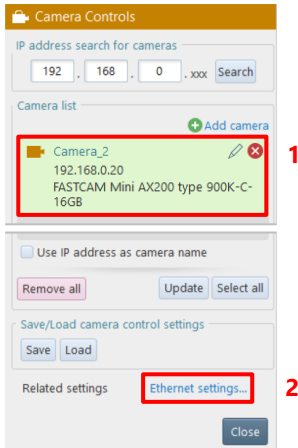 Camera Controls
IP address search for cameras
192 . 168 . 0 . xxx Search
Camera list
Add camera
Camera_2
1
192.168.0.20
FASTCAM Mini AX200 type 900K-C-
16GB
Use IP address as camera name
Remove all Update Select all
Save/Load camera control settings
Save Load
Related settings Ethernet settings... 2
Close